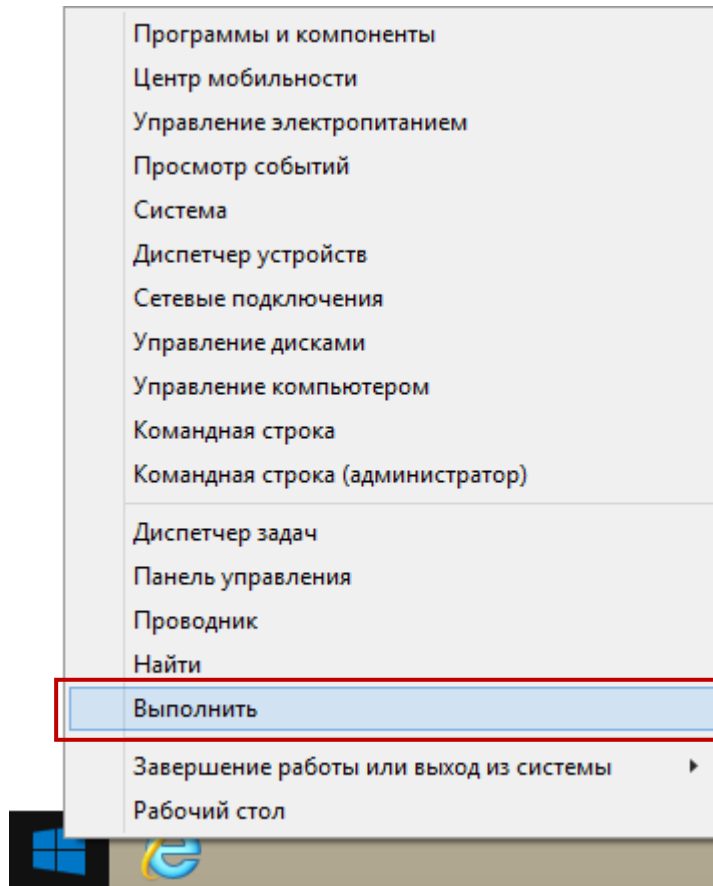 Программы и компоненты
Центр мобильности
Управление электропитанием
Просмотр событий
Система
Диспетчер устройств
Сетевые подключения
Управление дисками
Управление компьютером
Командная строка
Командная строка (администратор)
Диспетчер задач
Панель управления
Проводник
Найти
Выполнить
Завершение работы или выход из системы
Рабочий стол